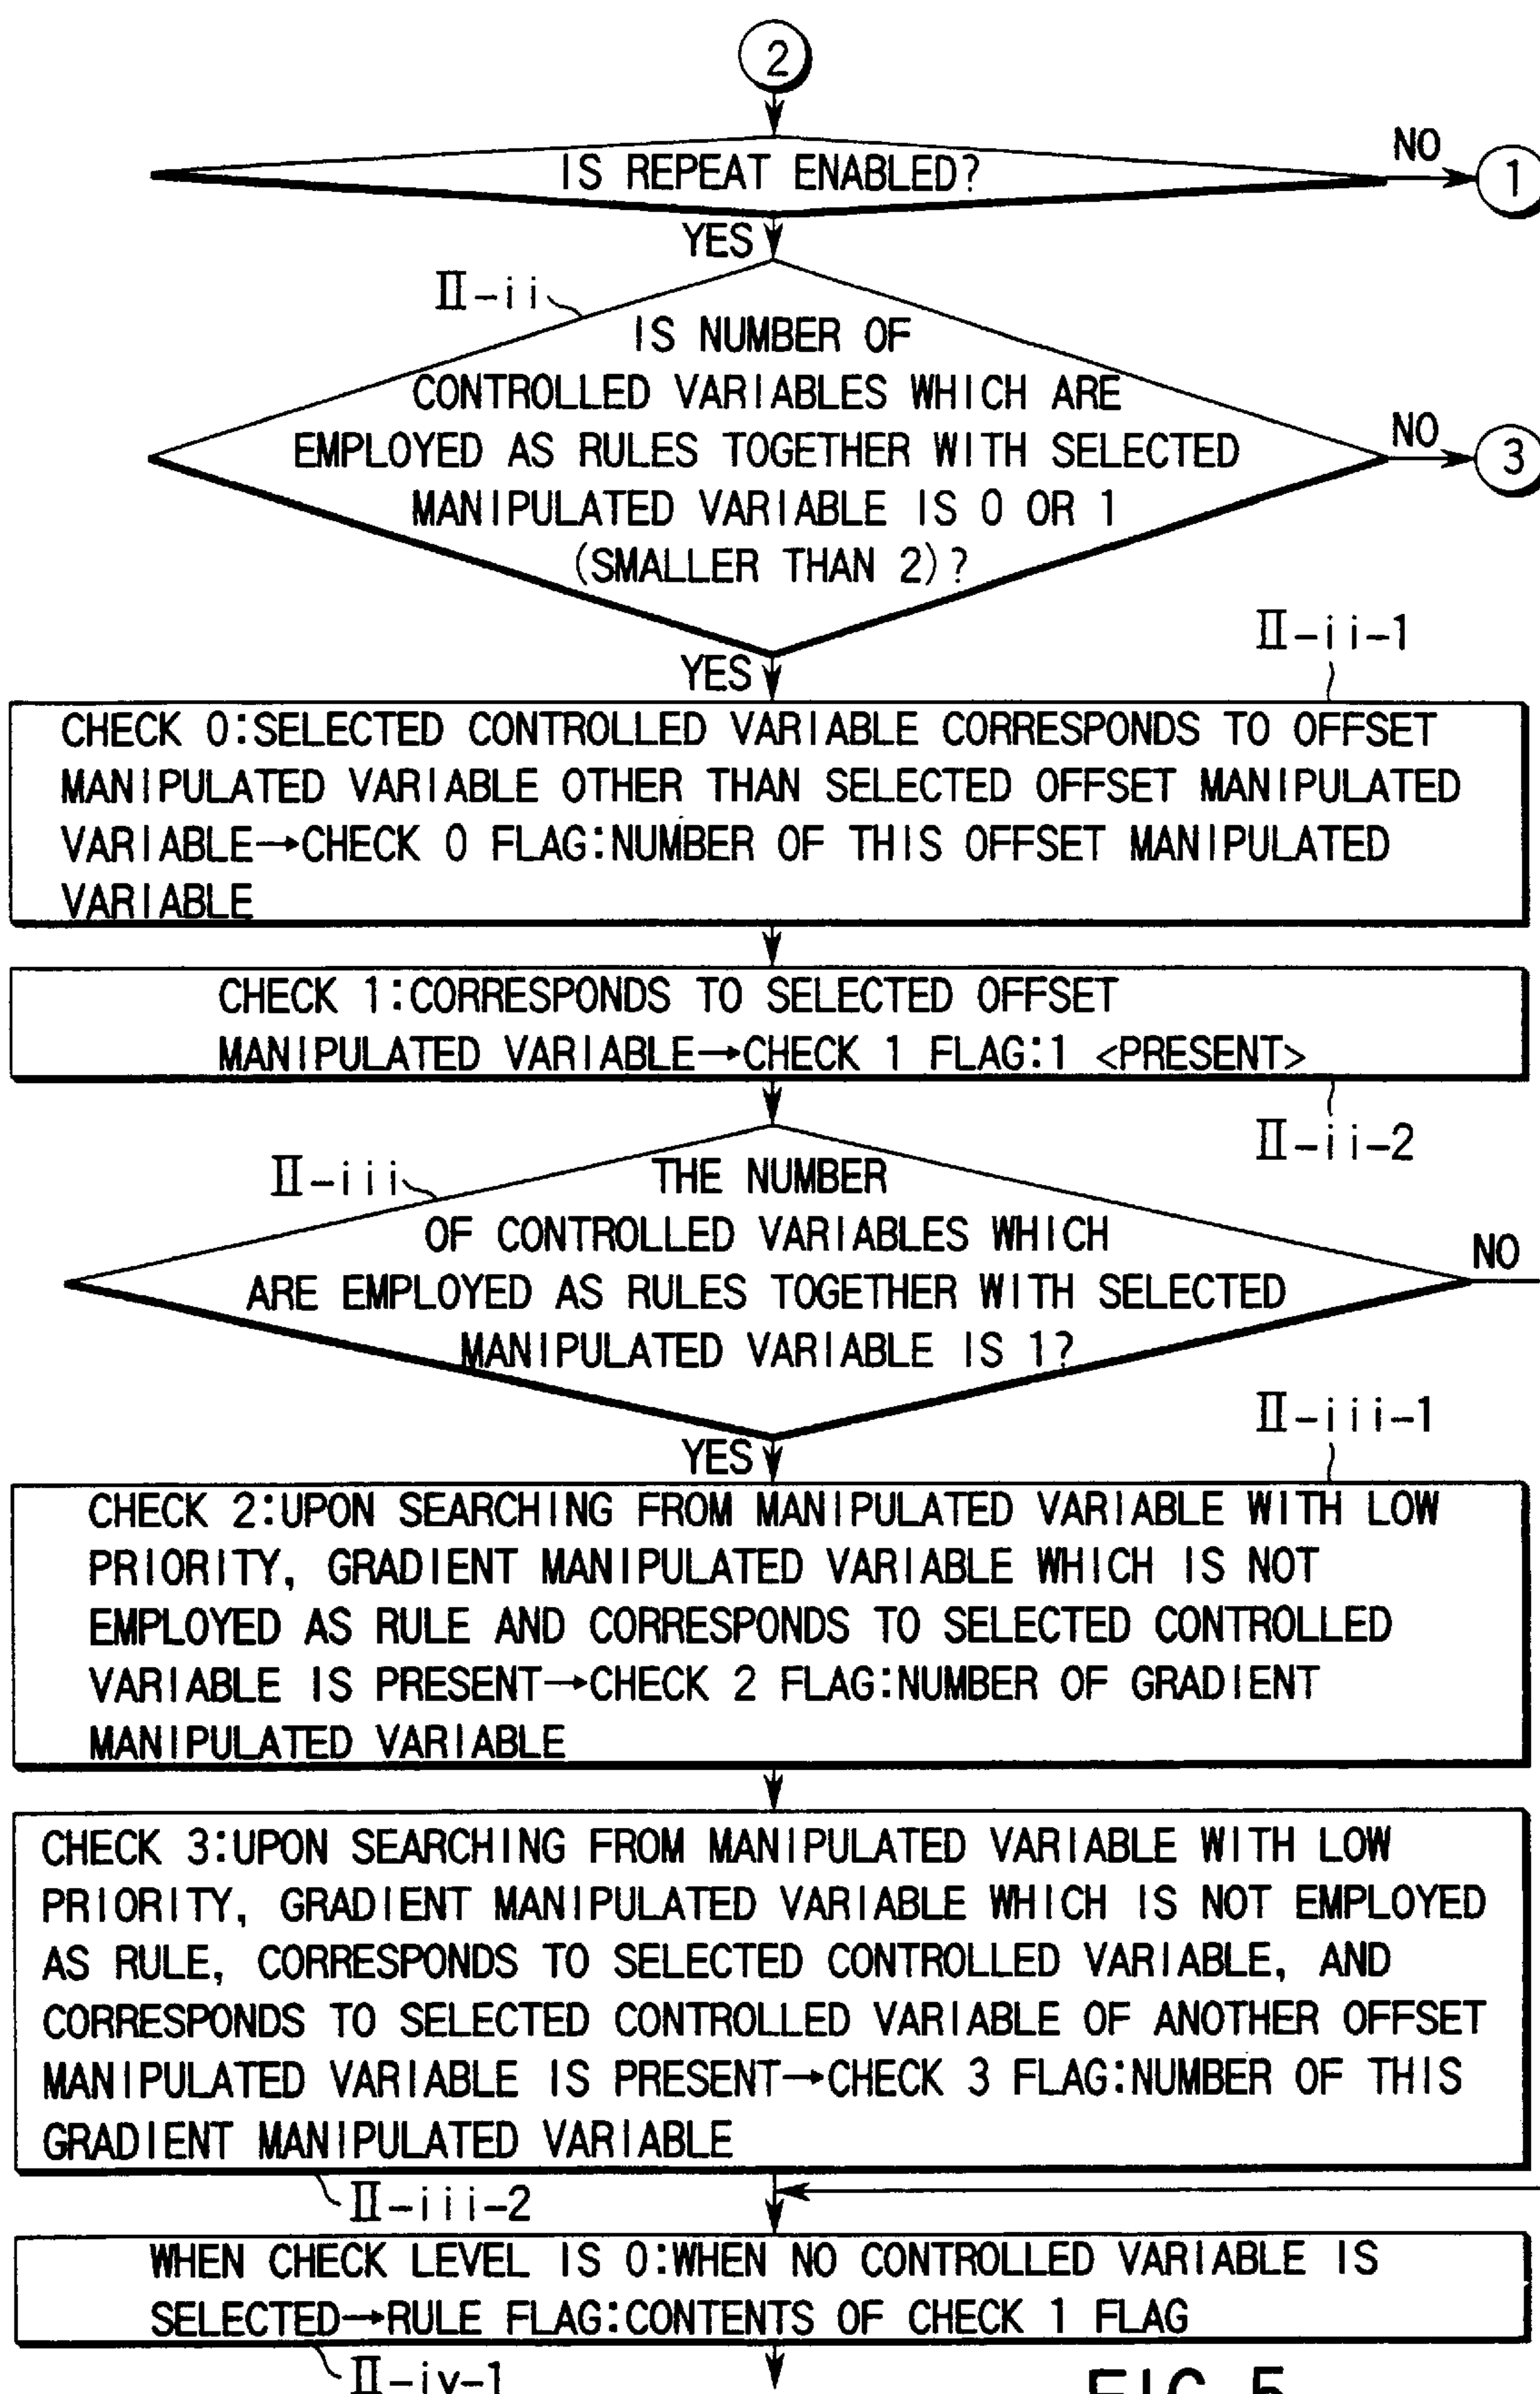 2
IS REPEAT ENABLED?
NO
1
YES
II-ii
IS NUMBER OF
CONTROLLED VARIABLES WHICH ARE
EMPLOYED AS RULES TOGETHER WITH SELECTED
MANIPULATED VARIABLE IS 0 OR 1
(SMALLER THAN 2)?
NO
3
YES
II-ii-1
CHECK 0:SELECTED CONTROLLED VARIABLE CORRESPONDS TO OFFSET
MANIPULATED VARIABLE OTHER THAN SELECTED OFFSET MANIPULATED
VARIABLE→CHECK 0 FLAG:NUMBER OF THIS OFFSET MANIPULATED
VARIABLE
CHECK 1:CORRESPONDS TO SELECTED OFFSET
MANIPULATED VARIABLE→CHECK 1 FLAG:1 <PRESENT>
II-ii-2
II-iii
THE NUMBER
OF CONTROLLED VARIABLES WHICH
ARE EMPLOYED AS RULES TOGETHER WITH SELECTED
MANIPULATED VARIABLE IS 1?
NO
YES
II-iii-1
CHECK 2:UPON SEARCHING FROM MANIPULATED VARIABLE WITH LOW
PRIORITY, GRADIENT MANIPULATED VARIABLE WHICH IS NOT
EMPLOYED AS RULE AND CORRESPONDS TO SELECTED CONTROLLED
VARIABLE IS PRESENT→CHECK 2 FLAG:NUMBER OF GRADIENT
MANIPULATED VARIABLE
CHECK 3:UPON SEARCHING FROM MANIPULATED VARIABLE WITH LOW
PRIORITY, GRADIENT MANIPULATED VARIABLE WHICH IS NOT EMPLOYED
AS RULE, CORRESPONDS TO SELECTED CONTROLLED VARIABLE, AND
CORRESPONDS TO SELECTED CONTROLLED VARIABLE OF ANOTHER OFFSET
MANIPULATED VARIABLE IS PRESENT→CHECK 3 FLAG:NUMBER OF THIS
GRADIENT MANIPULATED VARIABLE
II-iii-2
WHEN CHECK LEVEL IS 0:WHEN NO CONTROLLED VARIABLE IS
SELECTED→RULE FLAG:CONTENTS OF CHECK 1 FLAG
II-iv-1
FIG.5